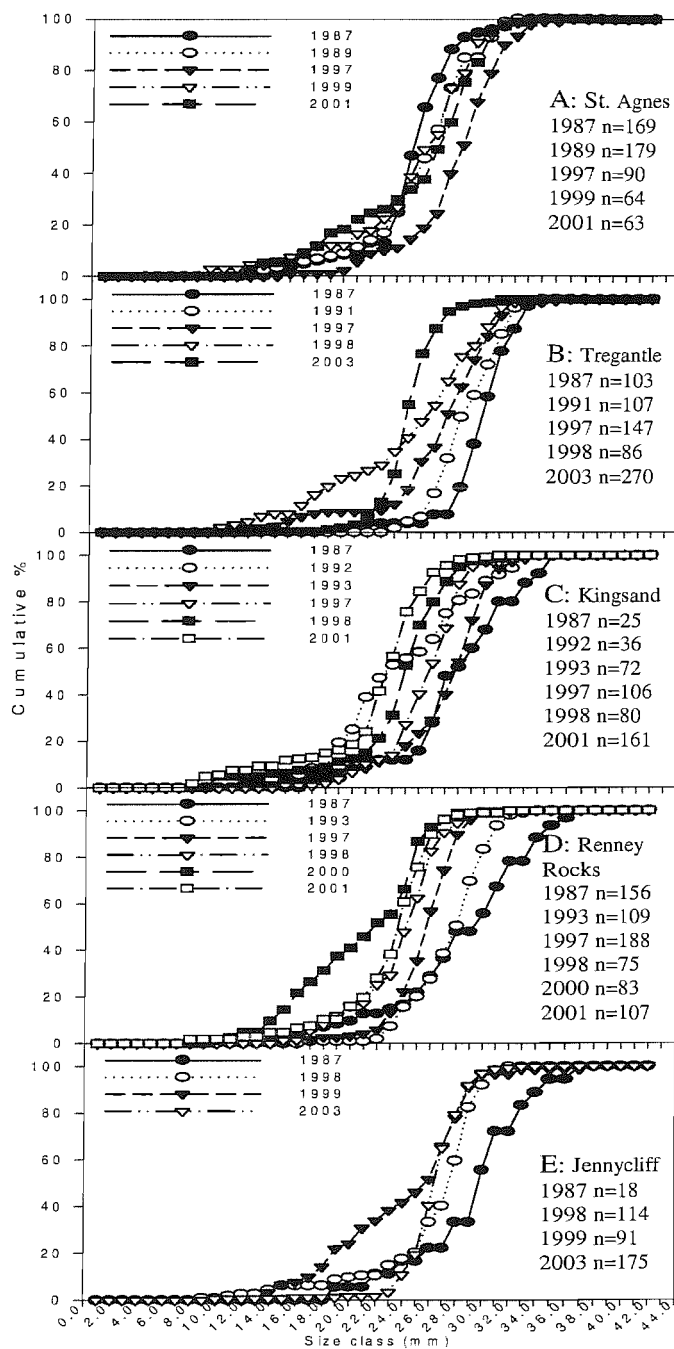 100
80
60
40
20
0
1987
1989
1997
1999
2001
A: St. Agnes
1987 n=169
1989 n=179
1997 n=90
1999 n=64
2001 n=63
100
80
60
40
20
0
1987
1991
1997
1998
2003
B: Tregantle
1987 n=103
1991 n=107
1997 n=147
1998 n=86
2003 n=270
Cumulative %
100
80
60
40
20
0
1987
1992
1993
1997
1998
2001
C: Kingsand
1987 n=25
1992 n=36
1993 n=72
1997 n=106
1998 n=80
2001 n=161
100
80
60
40
20
0
1987
1993
1997
1998
2000
2001
D: Renney
Rocks
1987 n=156
1993 n=109
1997 n=188
1998 n=75
2000 n=83
2001 n=107
100
80
60
40
20
0
1987
1998
1999
2003
E: Jennycliff
1987 n=18
1998 n=114
1999 n=91
2003 n=175
0.0 2.0 4.0 6.0 8.0 10.0 12.0 14.0 16.0 18.0 20.0 22.0 24.0 26.0 28.0 30.0 32.0 34.0 36.0 38.0 40.0 42.0 44.0
Size class (mm)